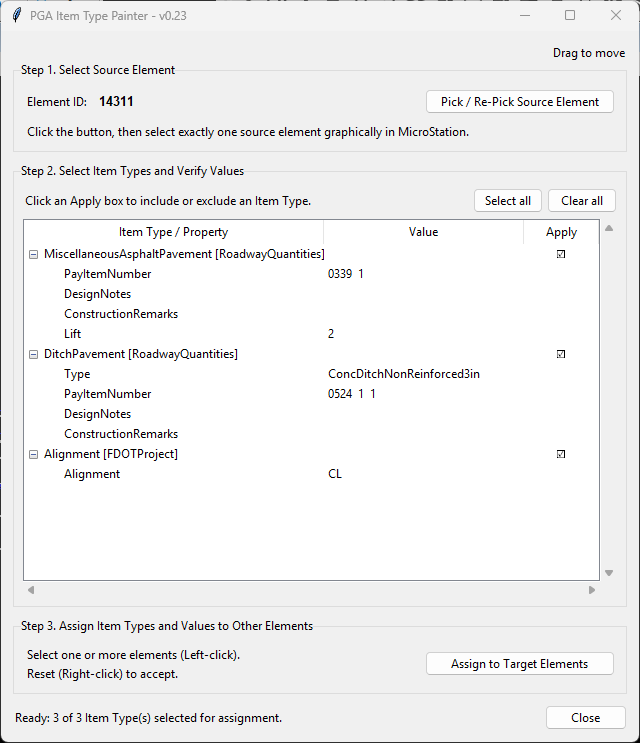 PGA Item Type Painter - v0.23
Drag to move
Step 1. Select Source Element
Element ID: 14311
Pick / Re-Pick Source Element
Click the button, then select exactly one source element graphically in MicroStation.
Step 2. Select Item Types and Verify Values
Click an Apply box to include or exclude an Item Type.
Select all
Clear all
Item Type / Property Value Apply
MiscellaneousAsphaltPavement [RoadwayQuantities]
PayItemNumber 0339 1
DesignNotes
ConstructionRemarks
Lift 2
DitchPavement [RoadwayQuantities]
Type ConcDitchNonReinforced3in
PayItemNumber 0524 1 1
DesignNotes
ConstructionRemarks
Alignment [FDOTProject]
Alignment CL
Step 3. Assign Item Types and Values to Other Elements
Select one or more elements (Left-click).
Reset (Right-click) to accept.
Assign to Target Elements
Ready: 3 of 3 Item Type(s) selected for assignment.
Close